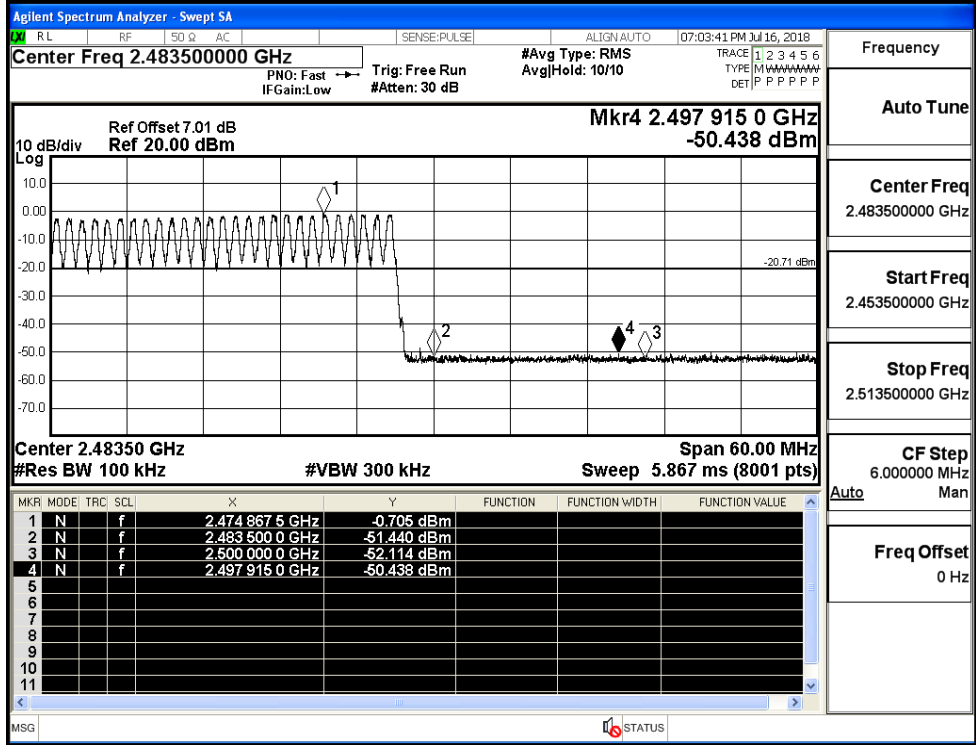 Agilent Spectrum Analyzer - Swept SA
LXI RL RF 50 Ω AC SENSE:PULSE ALIGN AUTO 07:03:41 PM Jul 16, 2018
Center Freq 2.483500000 GHz
PNO: Fast
IFGain:Low
Trig: Free Run
#Atten: 30 dB
#Avg Type: RMS
Avg|Hold: 10/10
TRACE 1 2 3 4 5 6
TYPE M W W W W W
DET P P P P P P
Mkr4 2.497 915 0 GHz
-50.438 dBm
Ref Offset 7.01 dB
10 dB/div Ref 20.00 dBm
Log
10.0
0.00
-10.0
-20.0
-30.0
-40.0
-50.0
-60.0
-70.0
1
-20.71 dBm
2
4
3
Center 2.48350 GHz Span 60.00 MHz
#Res BW 100 kHz #VBW 300 kHz Sweep 5.867 ms (8001 pts)
MKR MODE TRC SCL X Y FUNCTION FUNCTION WIDTH FUNCTION VALUE
1 N f 2.474 867 5 GHz -0.705 dBm
2 N f 2.483 500 0 GHz -51.440 dBm
3 N f 2.500 000 0 GHz -52.114 dBm
4 N f 2.497 915 0 GHz -50.438 dBm
5
6
7
8
9
10
11
MSG STATUS
Frequency
Auto Tune
Center Freq
2.483500000 GHz
Start Freq
2.453500000 GHz
Stop Freq
2.513500000 GHz
CF Step
6.000000 MHz
Auto Man
Freq Offset
0 Hz